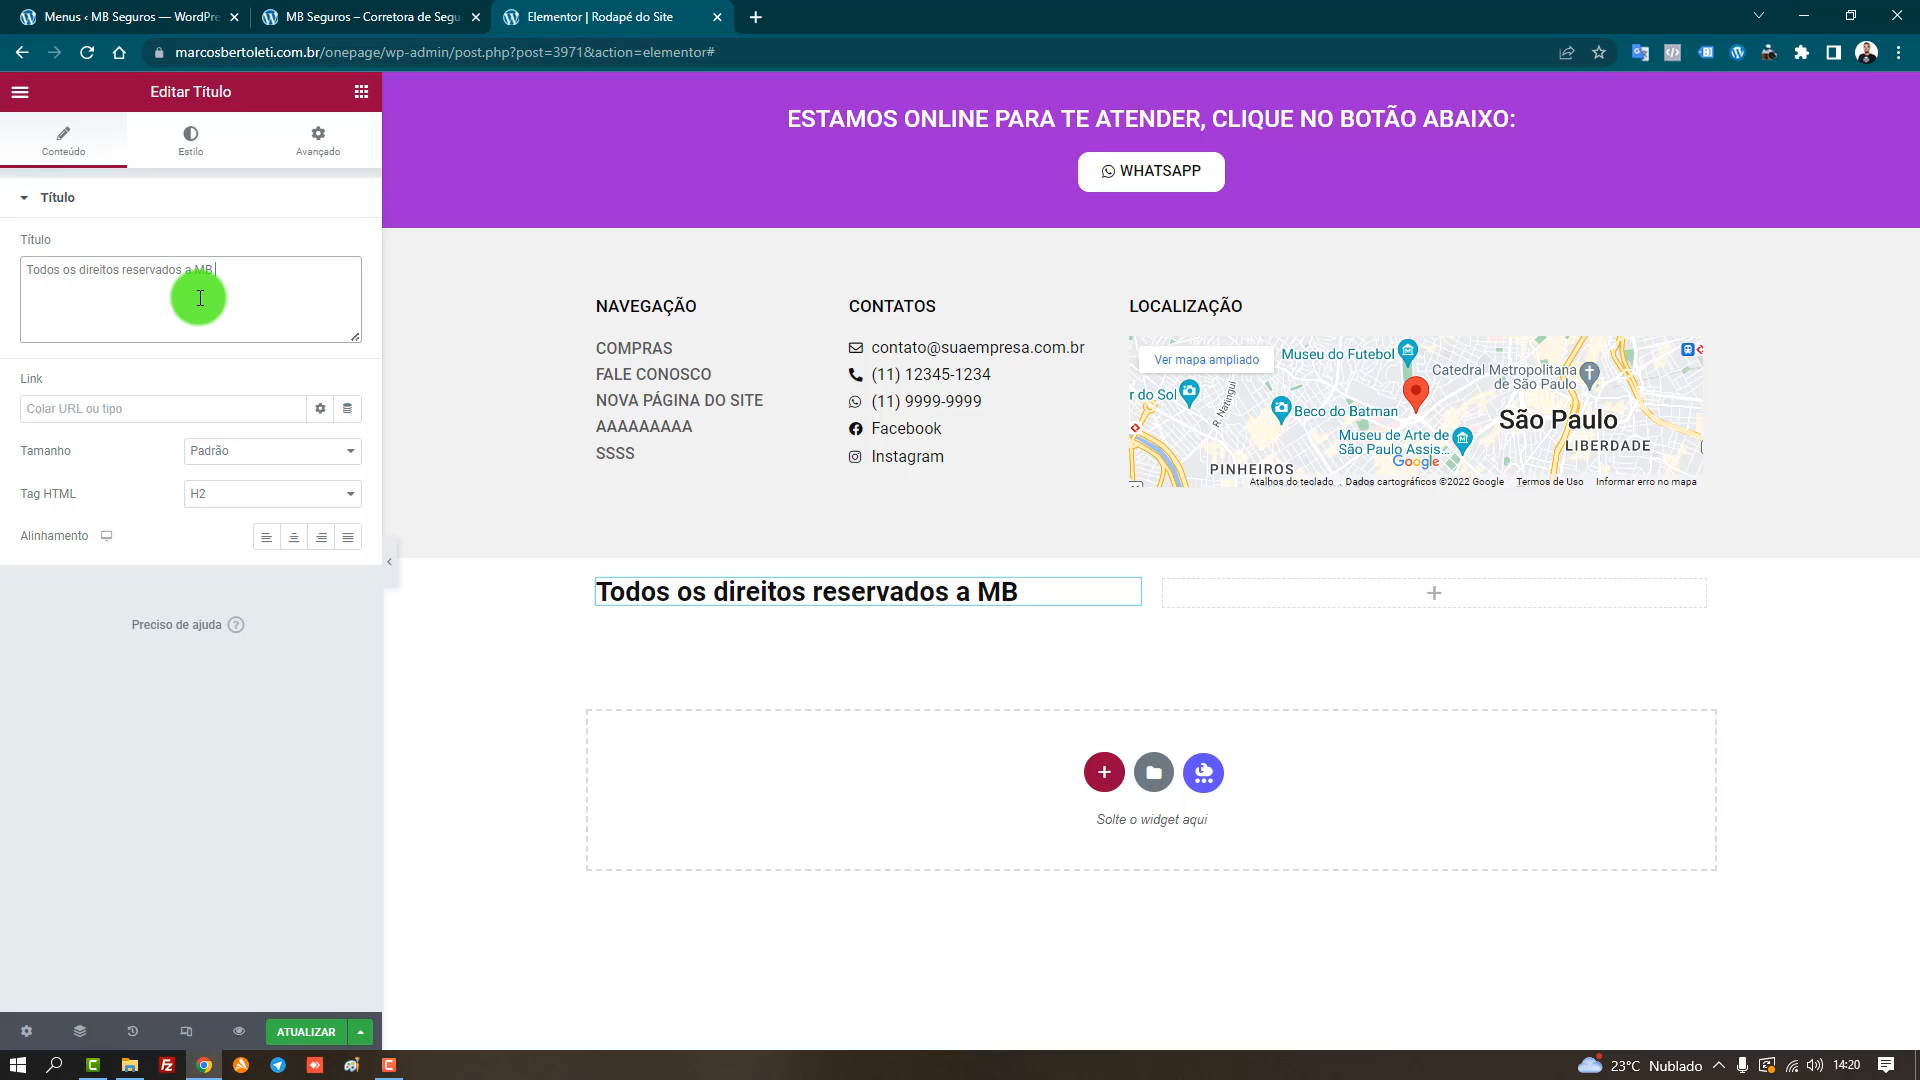 Menus ‹ MB Seguros — WordPre
MB Seguros – Corretora de Segu
Elementor | Rodapé do Site
marcosbertoleti.com.br/onepage/wp-admin/post.php?post=3971&action=elementor#
Editar Título
Conteúdo
Estilo
Avançado
Título
Título
Todos os direitos reservados a MB
Link
Colar URL ou tipo
Tamanho
Padrão
Tag HTML
H2
Alinhamento
Preciso de ajuda ?
ATUALIZAR
ESTAMOS ONLINE PARA TE ATENDER, CLIQUE NO BOTÃO ABAIXO:
WHATSAPP
NAVEGAÇÃO
COMPRAS
FALE CONOSCO
NOVA PÁGINA DO SITE
AAAAAAAAA
SSSS
CONTATOS
contato@suaempresa.com.br
(11) 12345-1234
(11) 9999-9999
Facebook
Instagram
LOCALIZAÇÃO
Ver mapa ampliado
Museu do Futebol
Catedral Metropolitana
de São Paulo
r do Sol
R. Natingui
Beco do Batman
São Paulo
Museu de Arte de
São Paulo Assis...
LIBERDADE
Google
PINHEIROS
Atalhos do teclado
Dados cartográficos ©2022 Google
Termos de Uso
Informar erro no mapa
Todos os direitos reservados a MB
Solte o widget aqui
23°C Nublado
14:20